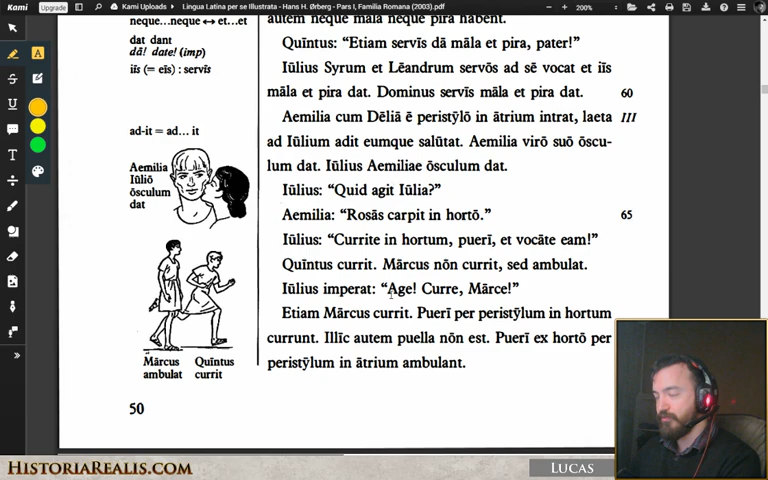 Kami
Upgrade
Kami Uploads > Lingua Latina per se Illustrata - Hans H. Ørberg - Pars I, Familia Romana (2003).pdf
200%
neque...neque ↔ et...et
dat dant
dā! date! (imp)
iīs (= eīs) : servīs
ad-it = ad... it
Aemilia
Iūliō
ōsculum
dat
Mārcus
ambulat
Quīntus
currit
50
autem neque māla neque pira habent.
Quīntus: “Etiam servīs dā māla et pira, pater!”
Iūlius Syrum et Lēandrum servōs ad sē vocat et iīs
māla et pira dat. Dominus servīs māla et pira dat. 60
Aemilia cum Dēliā ē peristȳlō in ātrium intrat, laeta III
ad Iūlium adit eumque salūtat. Aemilia virō suō ōscu-
lum dat. Iūlius Aemiliae ōsculum dat.
Iūlius: “Quid agit Iūlia?”
Aemilia: “Rosās carpit in hortō.” 65
Iūlius: “Currite in hortum, puerī, et vocāte eam!”
Quīntus currit. Mārcus nōn currit, sed ambulat.
Iūlius imperat: “Age! Curre, Mārce!”
Etiam Mārcus currit. Puerī per peristȳlum in hortum
currunt. Illīc autem puella nōn est. Puerī ex hortō per
peristȳlum in ātrium ambulant.
HISTORIAREALIS.COM
LUCAS